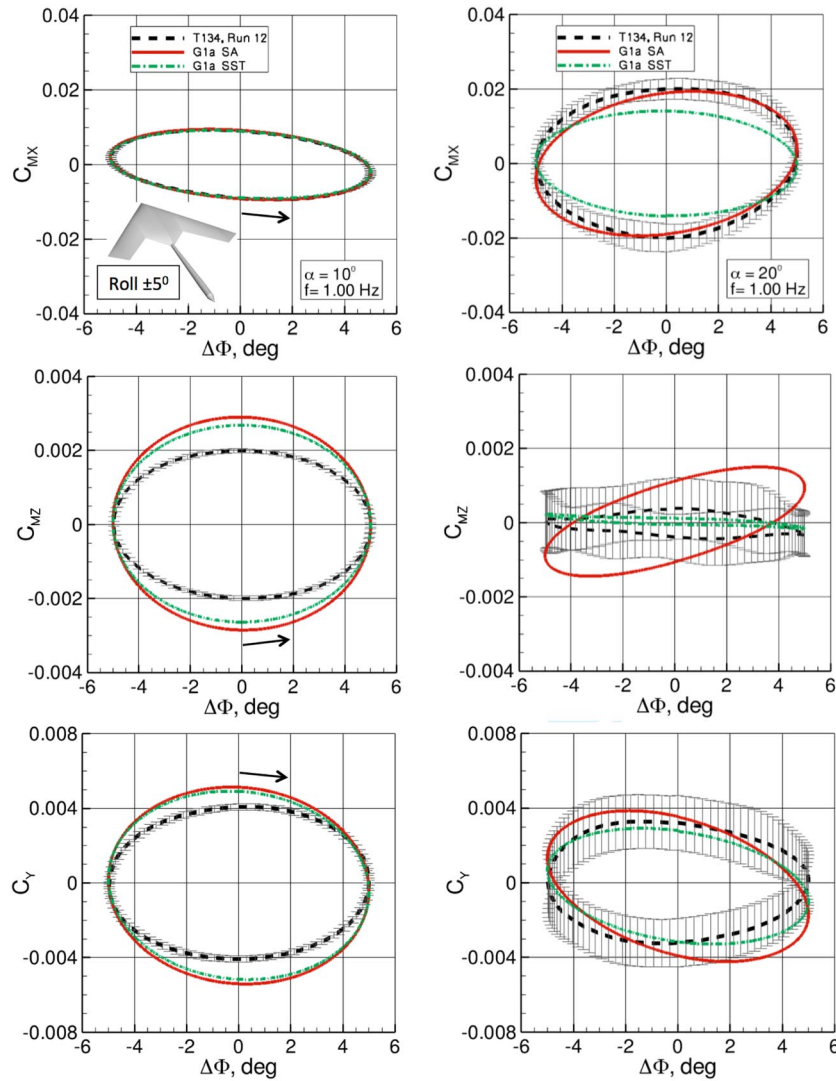 T134, Run 12
G1a SA
G1a SST
0.04
0.02
0
-0.02
-0.04
C_MX
Roll ±5⁰
α = 10°
f= 1.00 Hz
-6 -4 -2 0 2 4 6
ΔΦ, deg
T134, Run 12
G1a SA
G1a SST
0.04
0.02
0
-0.02
-0.04
C_MX
α = 20°
f= 1.00 Hz
-6 -4 -2 0 2 4 6
ΔΦ, deg
0.004
0.002
0
-0.002
-0.004
C_MZ
-6 -4 -2 0 2 4 6
ΔΦ, deg
0.004
0.002
0
-0.002
-0.004
C_MZ
-6 -4 -2 0 2 4 6
ΔΦ, deg
0.008
0.004
0
-0.004
-0.008
C_Y
-6 -4 -2 0 2 4 6
ΔΦ, deg
0.008
0.004
0
-0.004
-0.008
C_Y
-6 -4 -2 0 2 4 6
ΔΦ, deg